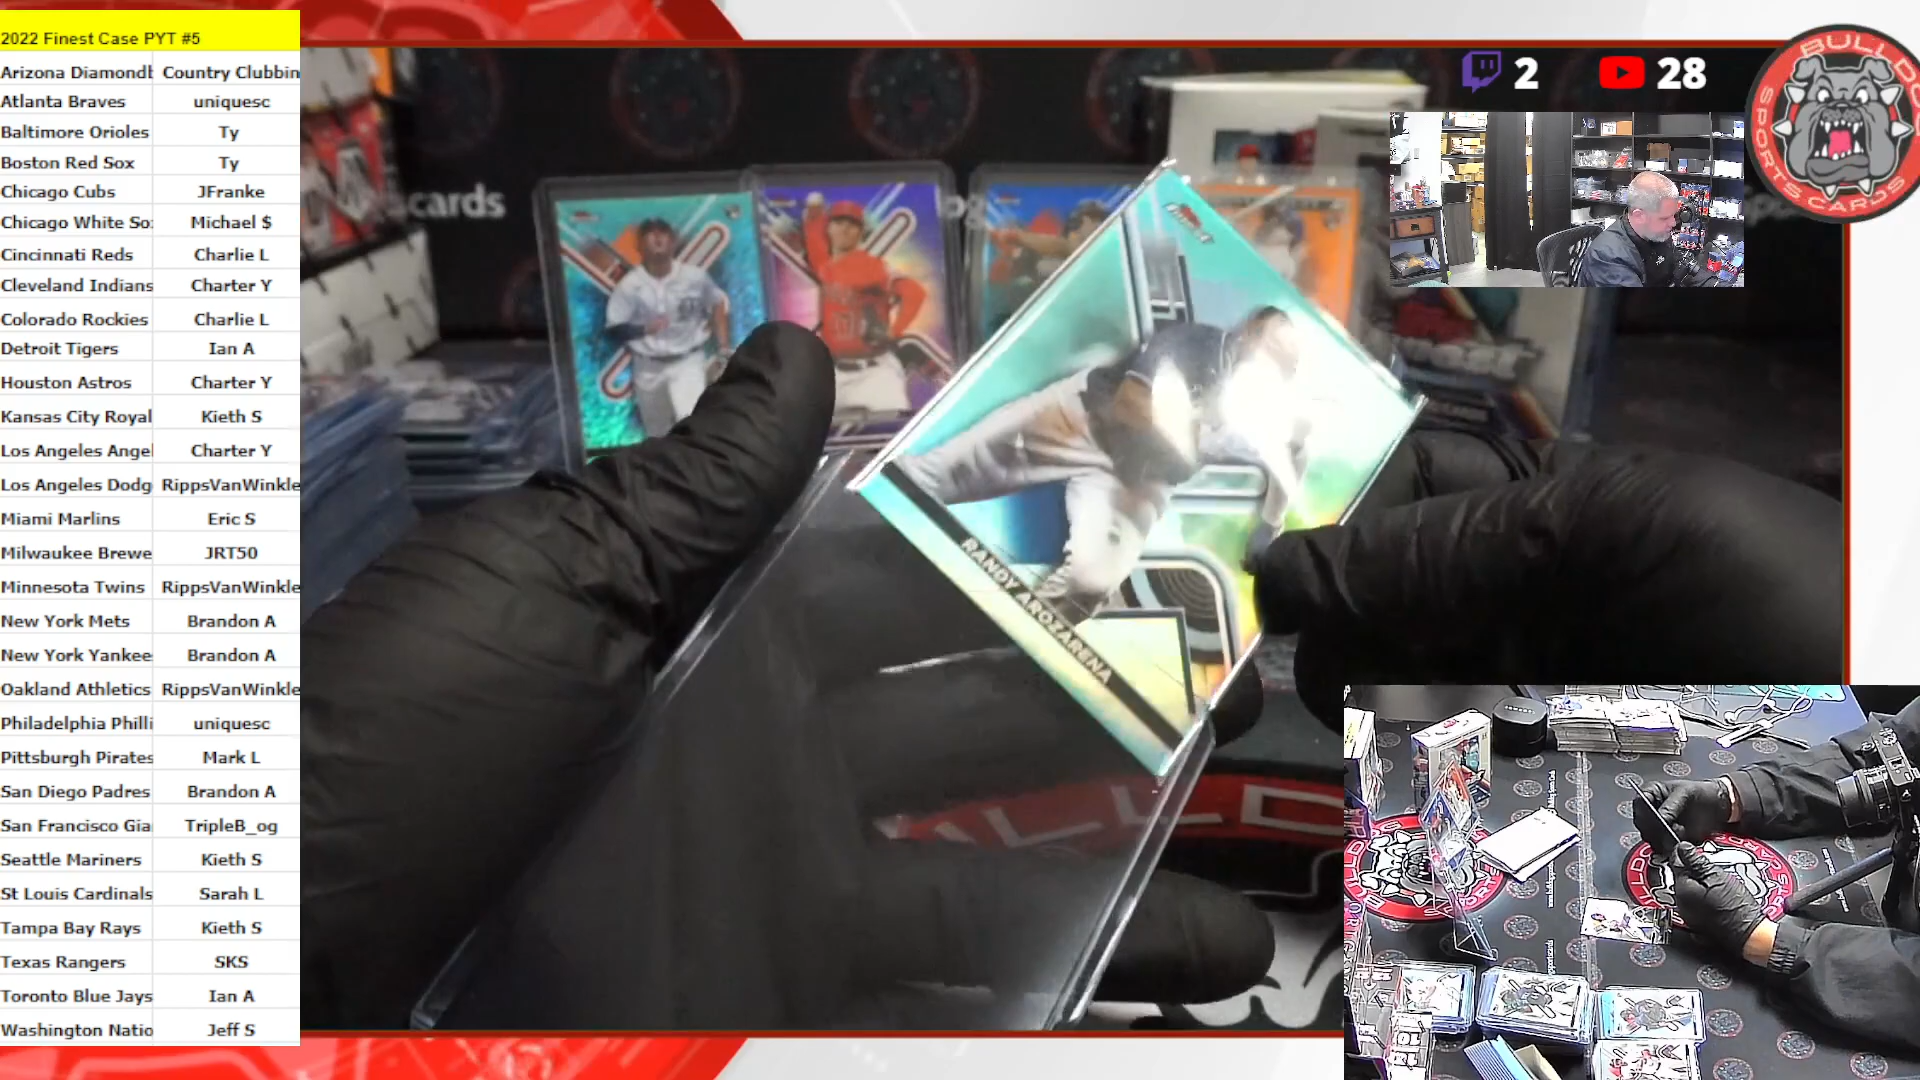 2022 Finest Case PYT #5
Arizona Diamondb Country Clubbin
Atlanta Braves uniquesc
Baltimore Orioles Ty
Boston Red Sox Ty
Chicago Cubs JFranke
Chicago White So Michael $
Cincinnati Reds Charlie L
Cleveland Indians Charter Y
Colorado Rockies Charlie L
Detroit Tigers Ian A
Houston Astros Charter Y
Kansas City Royal Kieth S
Los Angeles Angel Charter Y
Los Angeles Dodg RippsVanWinkle
Miami Marlins Eric S
Milwaukee Brewe JRT50
Minnesota Twins RippsVanWinkle
New York Mets Brandon A
New York Yankee Brandon A
Oakland Athletics RippsVanWinkle
Philadelphia Philli uniquesc
Pittsburgh Pirates Mark L
San Diego Padres Brandon A
San Francisco Gia TripleB_og
Seattle Mariners Kieth S
St Louis Cardinals Sarah L
Tampa Bay Rays Kieth S
Texas Rangers SKS
Toronto Blue Jays Ian A
Washington Natio Jeff S
2 28
BULLDOG
SPORTS CARDS
cards
RANDY AROZARENA